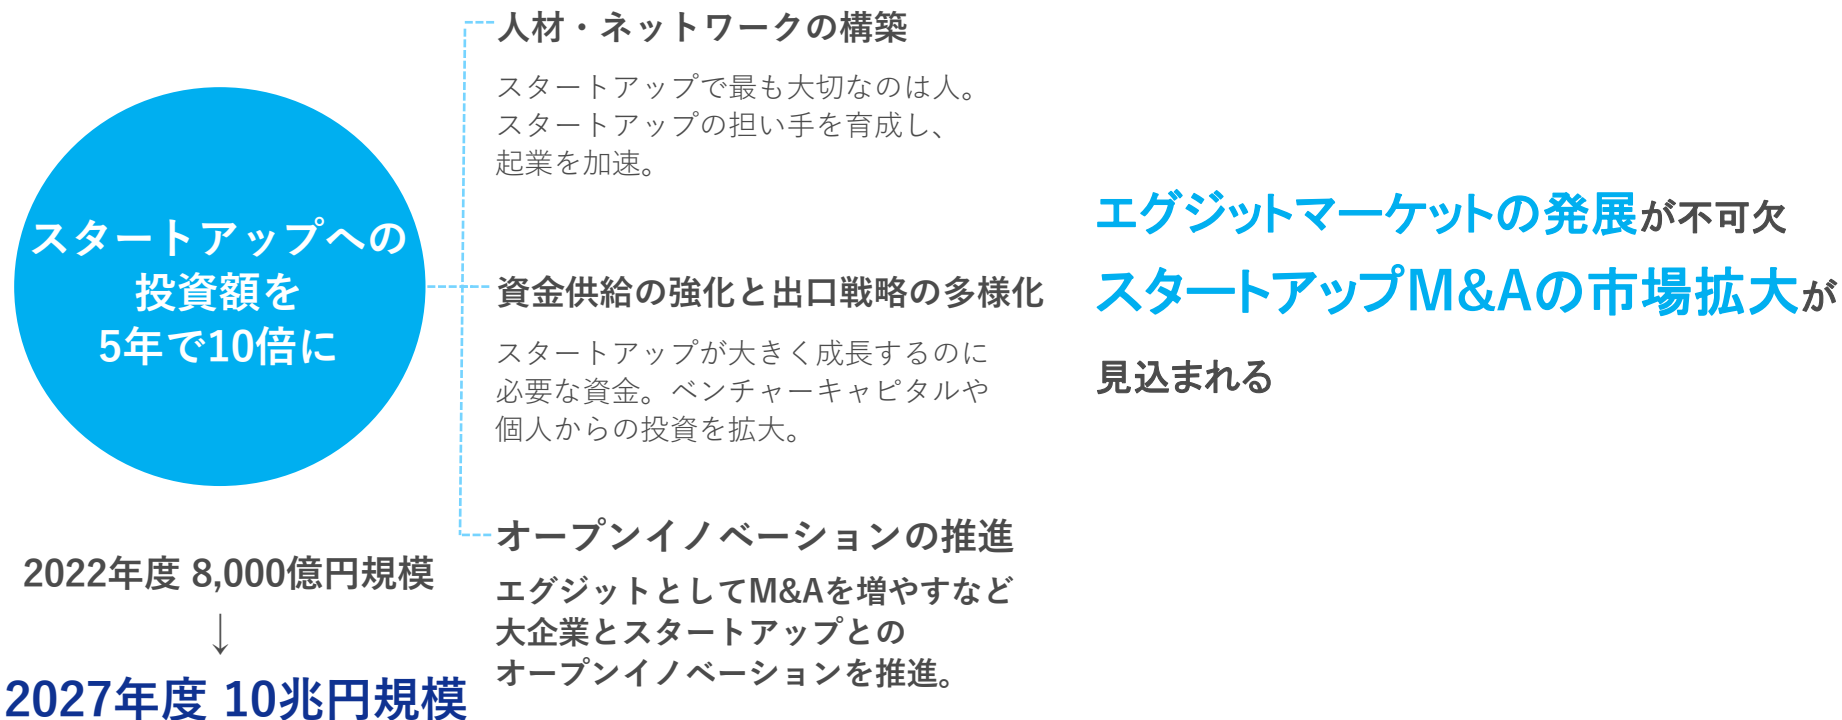 スタートアップへの
投資額を
5年で10倍に
2022年度 8,000億円規模
↓
2027年度 10兆円規模
人材・ネットワークの構築
スタートアップで最も大切なのは人。
スタートアップの担い手を育成し、
起業を加速。
資金供給の強化と出口戦略の多様化
スタートアップが大きく成長するのに
必要な資金。ベンチャーキャピタルや
個人からの投資を拡大。
オープンイノベーションの推進
エグジットとしてM&Aを増やすなど
大企業とスタートアップとの
オープンイノベーションを推進。
エグジットマーケットの発展が不可欠
スタートアップM&Aの市場拡大が
見込まれる